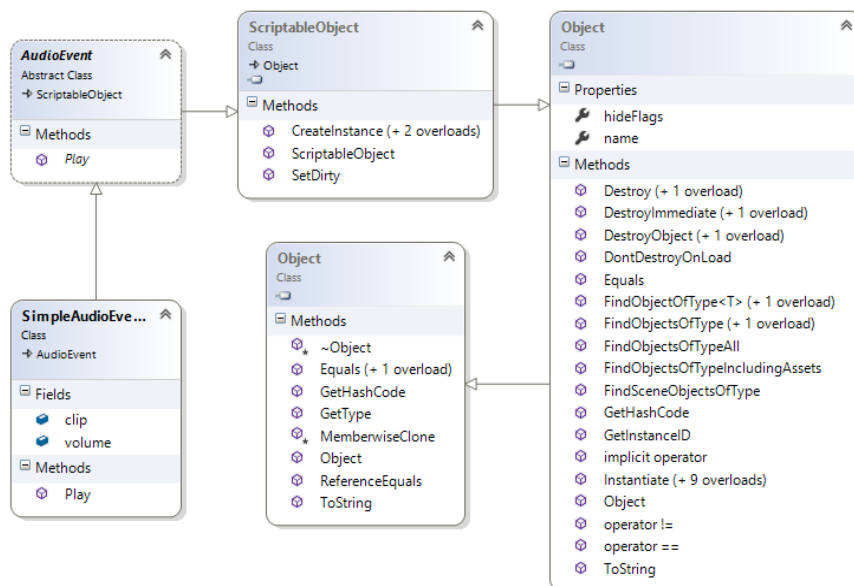 AudioEvent
Abstract Class
ScriptableObject
Methods
Play
ScriptableObject
Class
Object
Methods
CreateInstance (+ 2 overloads)
ScriptableObject
SetDirty
Object
Class
Properties
hideFlags
name
Methods
Destroy (+ 1 overload)
DestroyImmediate (+ 1 overload)
DestroyObject (+ 1 overload)
DontDestroyOnLoad
Equals
FindObjectOfType<T> (+ 1 overload)
FindObjectsOfType (+ 1 overload)
FindObjectsOfTypeAll
FindObjectsOfTypeIncludingAssets
FindSceneObjectsOfType
GetHashCode
GetInstanceID
implicit operator
Instantiate (+ 9 overloads)
Object
operator !=
operator ==
ToString
SimpleAudioEve...
Class
AudioEvent
Fields
clip
volume
Methods
Play
Object
Class
Methods
~Object
Equals (+ 1 overload)
GetHashCode
GetType
MemberwiseClone
Object
ReferenceEquals
ToString